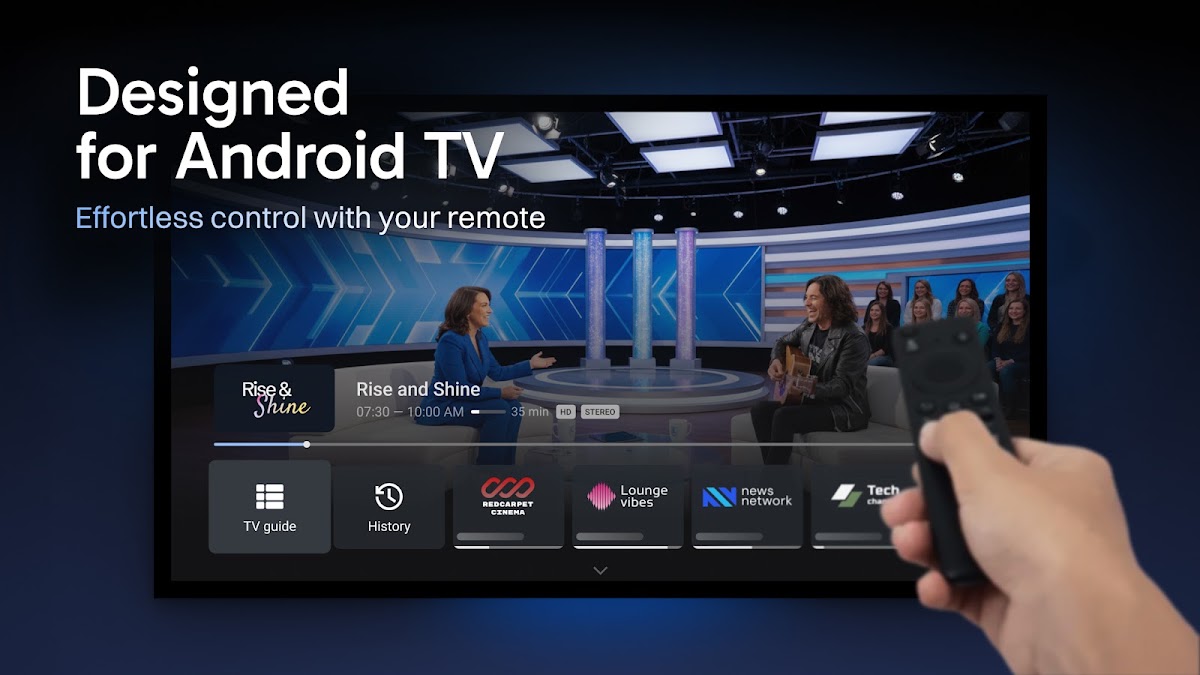 Designed
for Android TV
Effortless control with your remote
Rise &
Shine
Rise and Shine
07:30 — 10:00 AM 35 min HD STEREO
TV guide
History
REDCARPET
CINEMA
Lounge
vibes
news
network
Tech